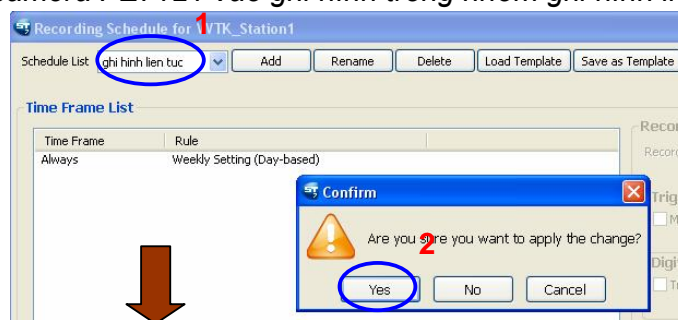 Recording Schedule for VTK_Station1
1
Schedule List ghi hinh lien tuc Add Rename Delete Load Template Save as Template
Time Frame List
Time Frame Rule
Always Weekly Setting (Day-based)
Confirm
Are you sure you want to apply the change?
2
Yes No Cancel